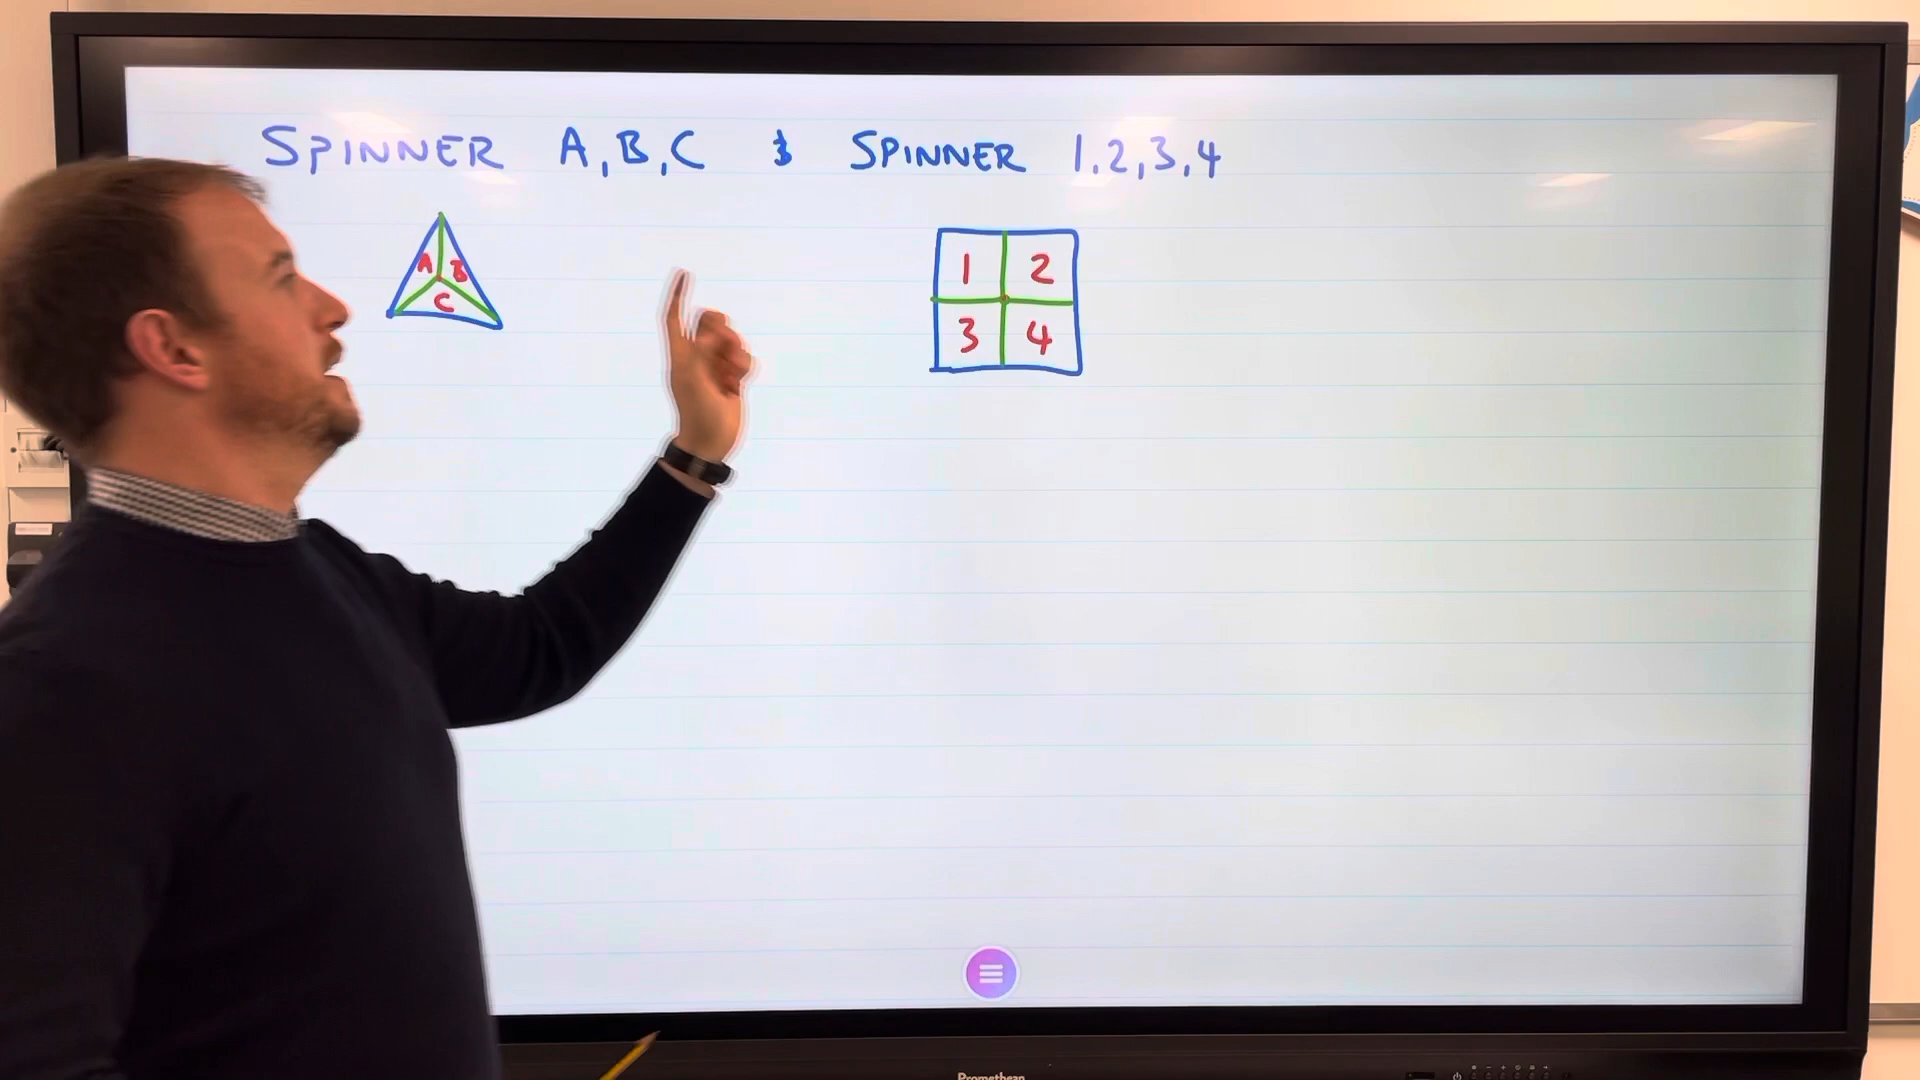 SPINNER A,B,C & SPINNER 1.2,3,4
A B
C
1 2
3 4
Promethean